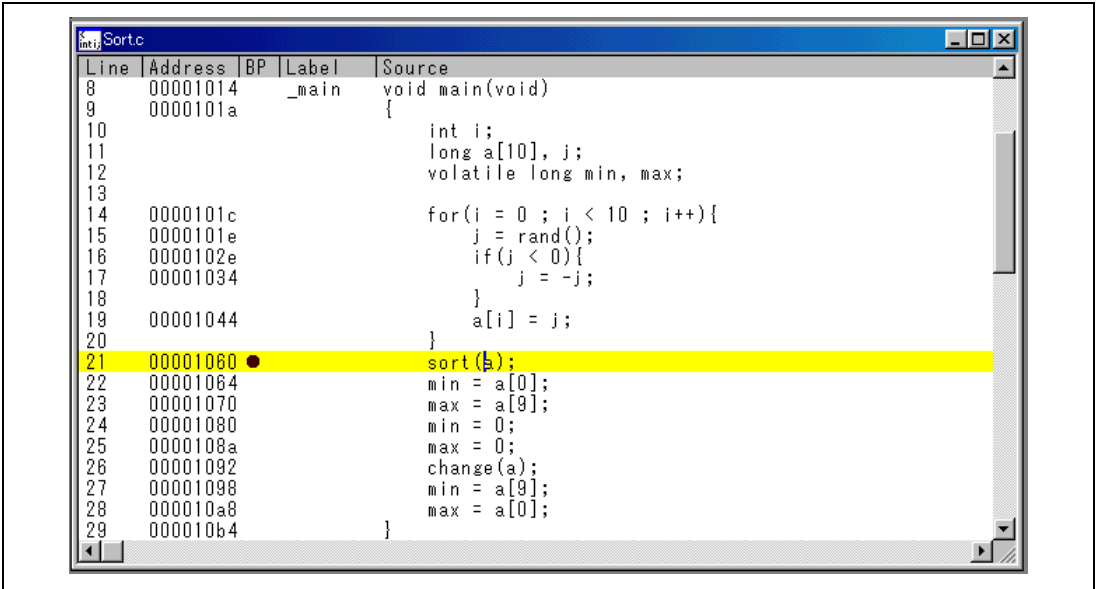 Sort.c
Line Address BP Label Source
8 00001014 _main void main(void)
9 0000101a {
10 int i;
11 long a[10], j;
12 volatile long min, max;
13
14 0000101c for(i = 0 ; i < 10 ; i++){
15 0000101e j = rand();
16 0000102e if(j < 0){
17 00001034 j = -j;
18 }
19 00001044 a[i] = j;
20 }
21 00001060 sort(a);
22 00001064 min = a[0];
23 00001070 max = a[9];
24 00001080 min = 0;
25 0000108a max = 0;
26 00001092 change(a);
27 00001098 min = a[9];
28 000010a8 max = a[0];
29 000010b4 }